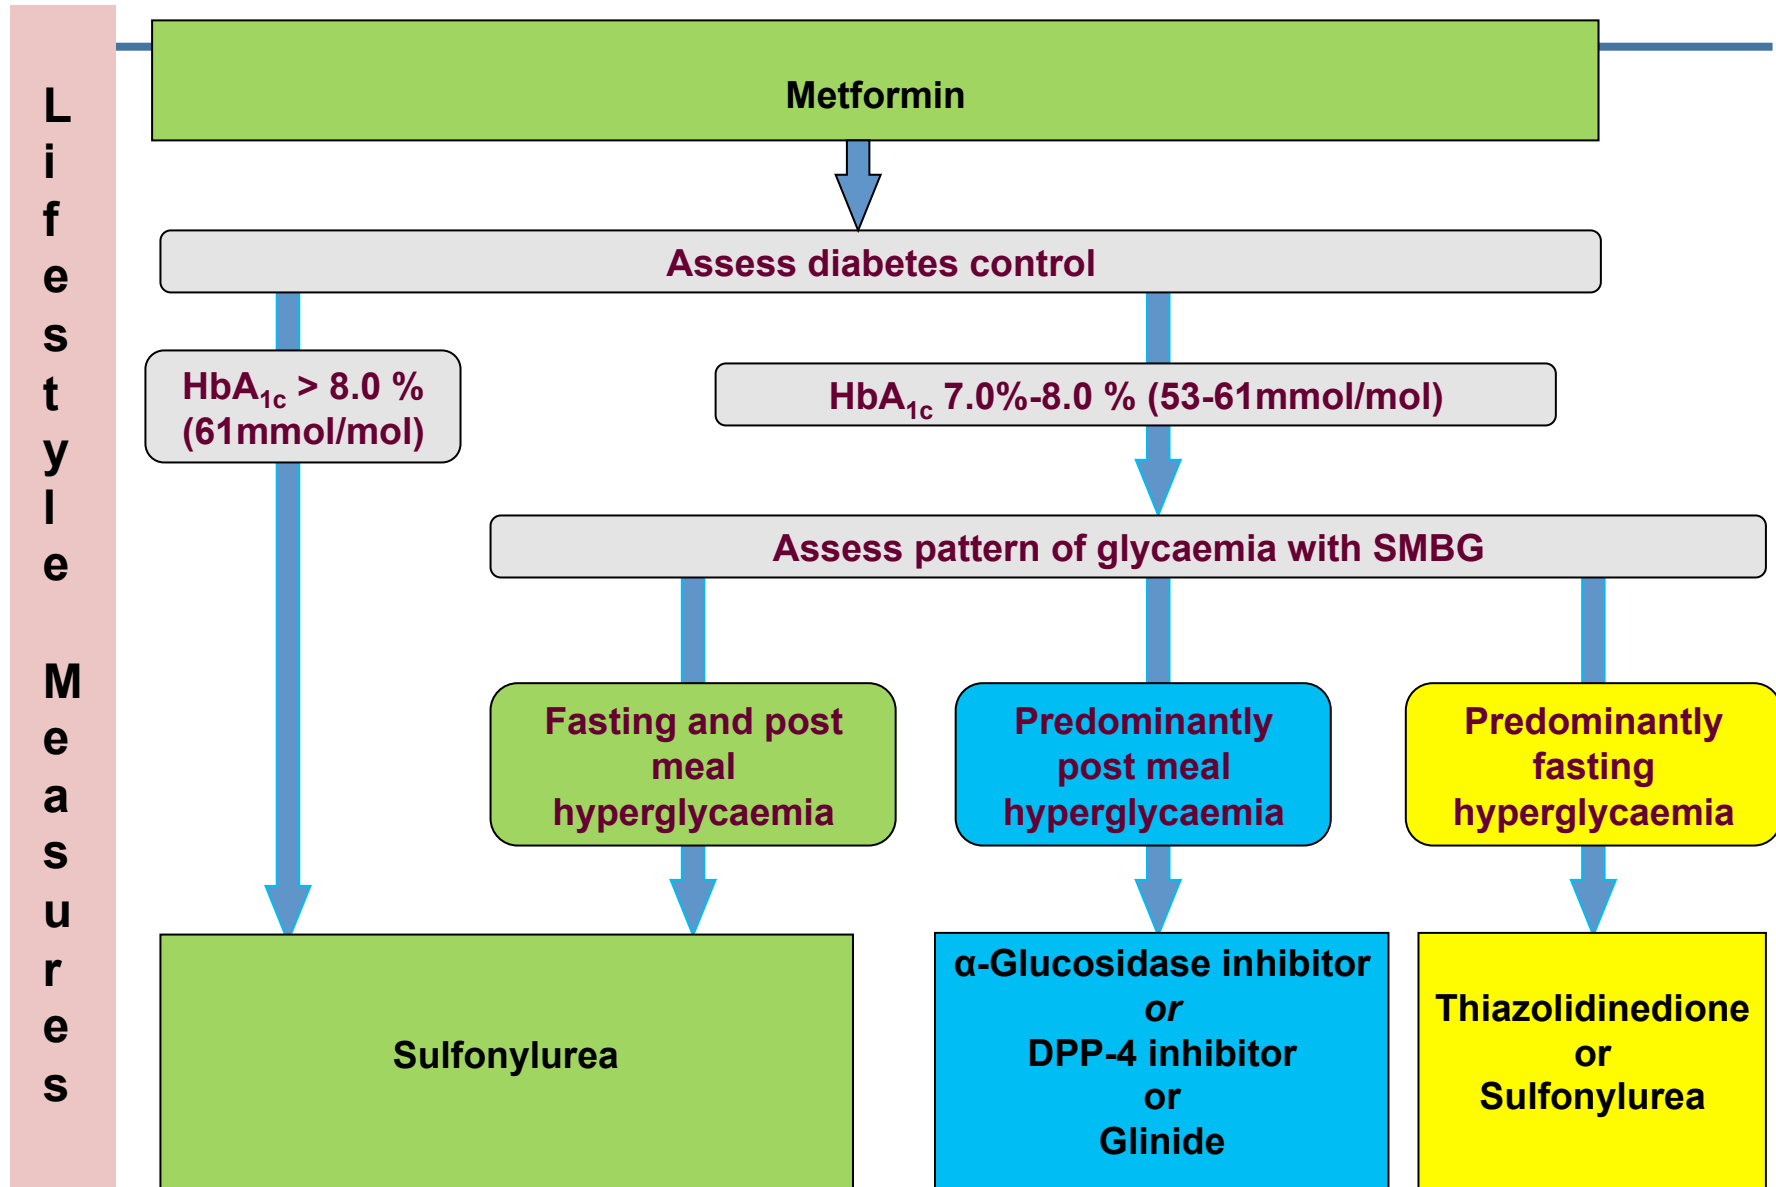 Lifestyle Measures
Metformin
Assess diabetes control
HbA1c > 8.0 %
(61mmol/mol)
HbA1c 7.0%-8.0 % (53-61mmol/mol)
Assess pattern of glycaemia with SMBG
Fasting and post
meal
hyperglycaemia
Predominantly
post meal
hyperglycaemia
Predominantly
fasting
hyperglycaemia
Sulfonylurea
α-Glucosidase inhibitor
or
DPP-4 inhibitor
or
Glinide
Thiazolidinedione
or
Sulfonylurea